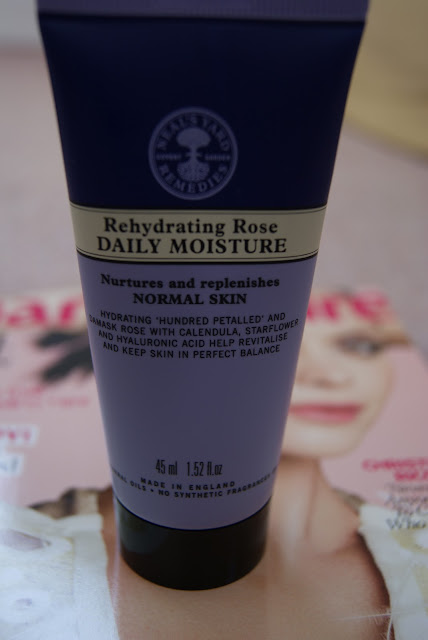 NEAL'S YARD
REMEDIES
Rehydrating Rose
DAILY MOISTURE
Nurtures and replenishes
NORMAL SKIN
HYDRATING 'HUNDRED PETALLED' AND
DAMASK ROSE WITH CALENDULA, STARFLOWER
AND HYALURONIC ACID HELP REVITALISE
AND KEEP SKIN IN PERFECT BALANCE
45 ml 1.52 fl.oz
MADE IN ENGLAND
OILS • NO SYNTHETIC FRAGRANCES